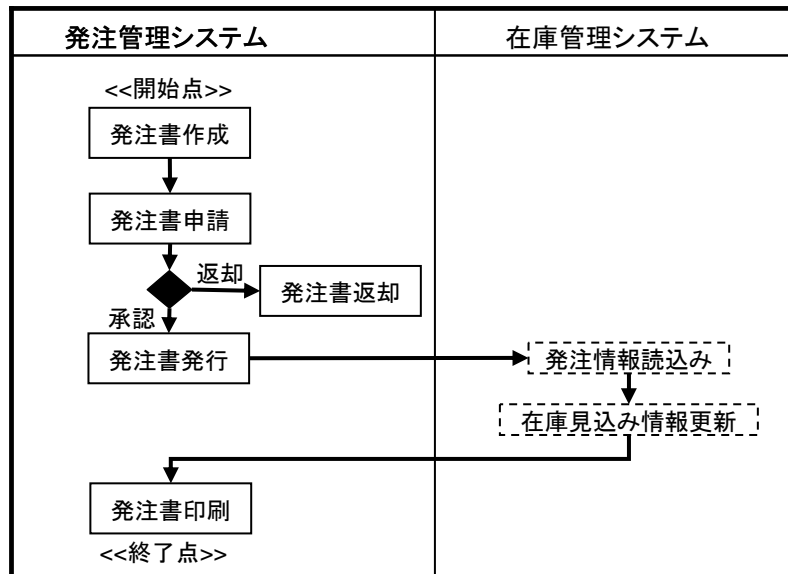 発注管理システム
在庫管理システム
<<開始点>>
発注書作成
発注書申請
返却
発注書返却
承認
発注書発行
発注情報読込み
在庫見込み情報更新
発注書印刷
<<終了点>>